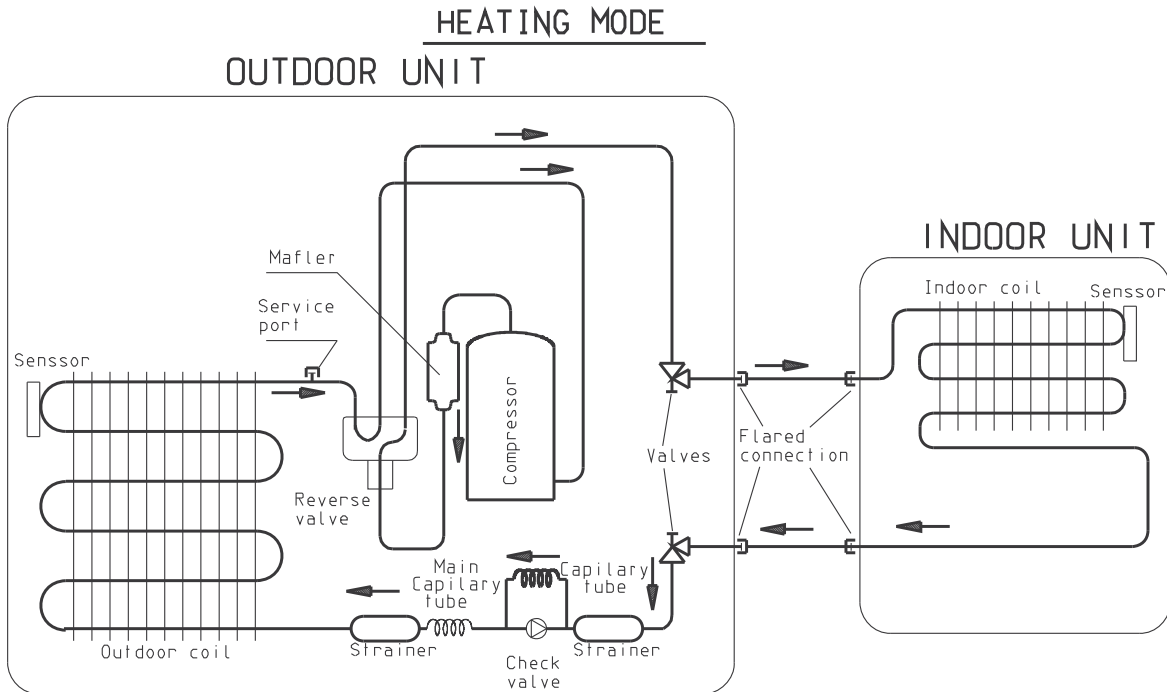 HEATING MODE
OUTDOOR UNIT
INDOOR UNIT
Mafler
Service
port
Senssor
Indoor coil
Senssor
Compressor
Valves
Flared
connection
Reverse
valve
Main
Capilary
tube
Capilary
tube
Outdoor coil
Strainer
Check
valve
Strainer